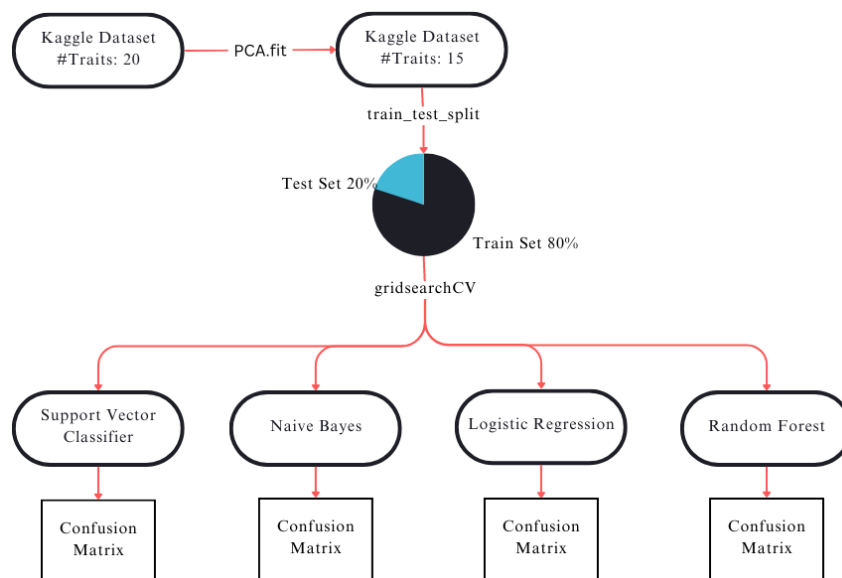 Kaggle Dataset
#Traits: 20
PCA.fit
Kaggle Dataset
#Traits: 15
train_test_split
Test Set 20%
Train Set 80%
gridsearchCV
Support Vector
Classifier
Naive Bayes
Logistic Regression
Random Forest
Confusion
Matrix
Confusion
Matrix
Confusion
Matrix
Confusion
Matrix